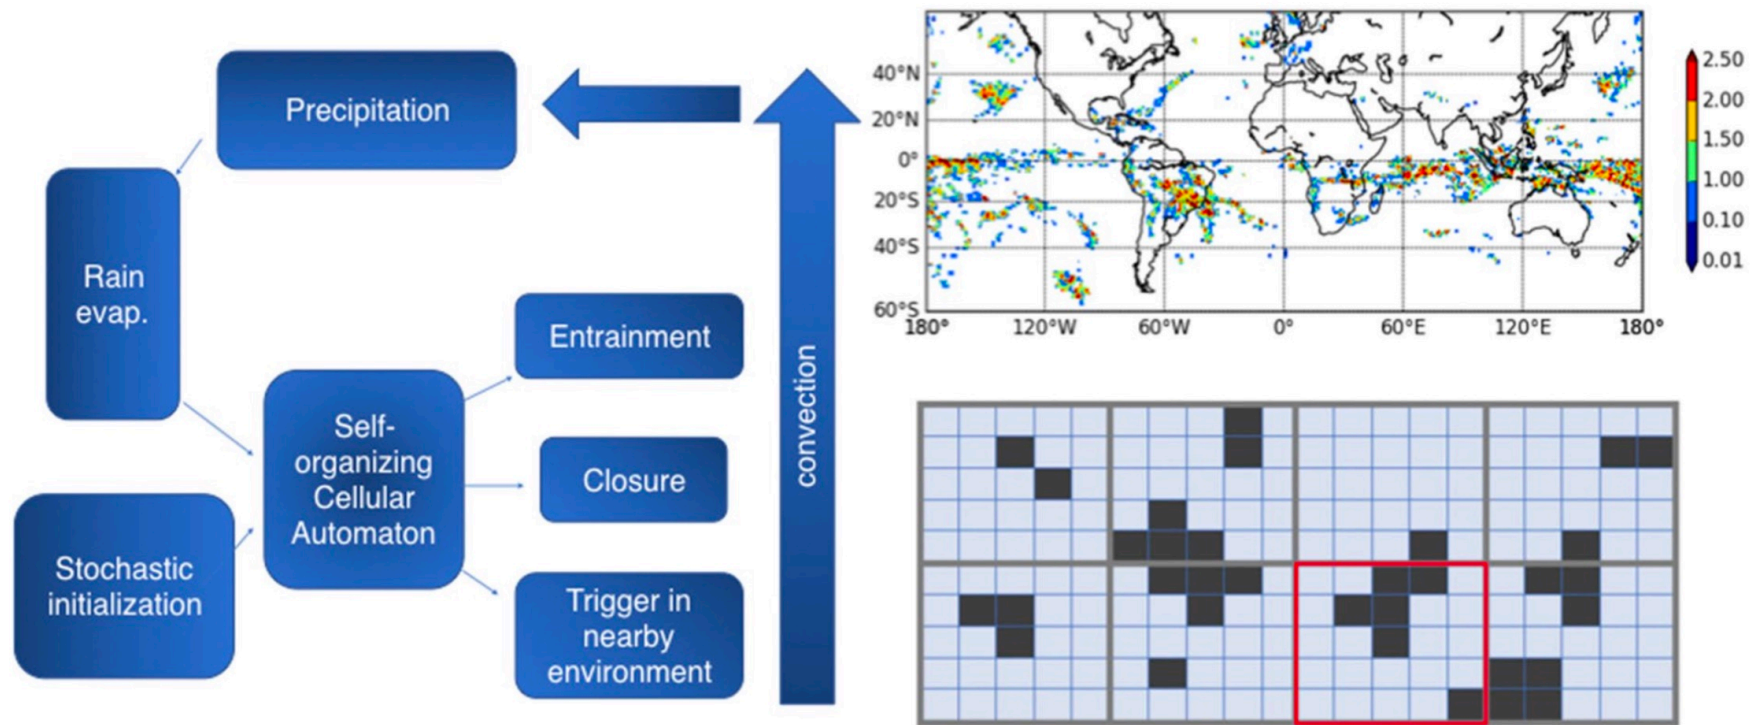 Precipitation
Rain
evap.
Stochastic
initialization
Self-
organizing
Cellular
Automaton
Entrainment
Closure
Trigger in
nearby
environment
convection
40°N
20°N
0°
20°S
40°S
60°S
180° 120°W 60°W 0° 60°E 120°E 180°
2.50
2.00
1.50
1.00
0.10
0.01